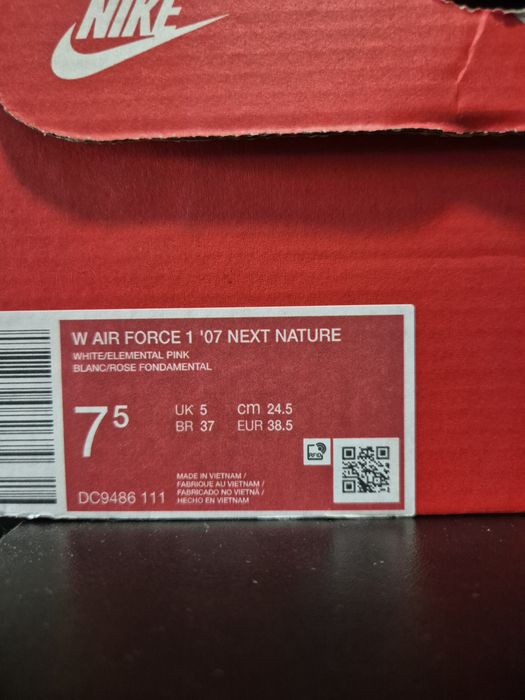 NIKE
W AIR FORCE 1 '07 NEXT NATURE
WHITE/ELEMENTAL PINK
BLANC/ROSE FONDAMENTAL
7 5
UK 5 cm 24.5
BR 37 EUR 38.5
RFID
MADE IN VIETNAM /
FABRIQUE AU VIETNAM /
FABRICADO NO VIETNÃ /
HECHO EN VIETNAM
DC9486 111